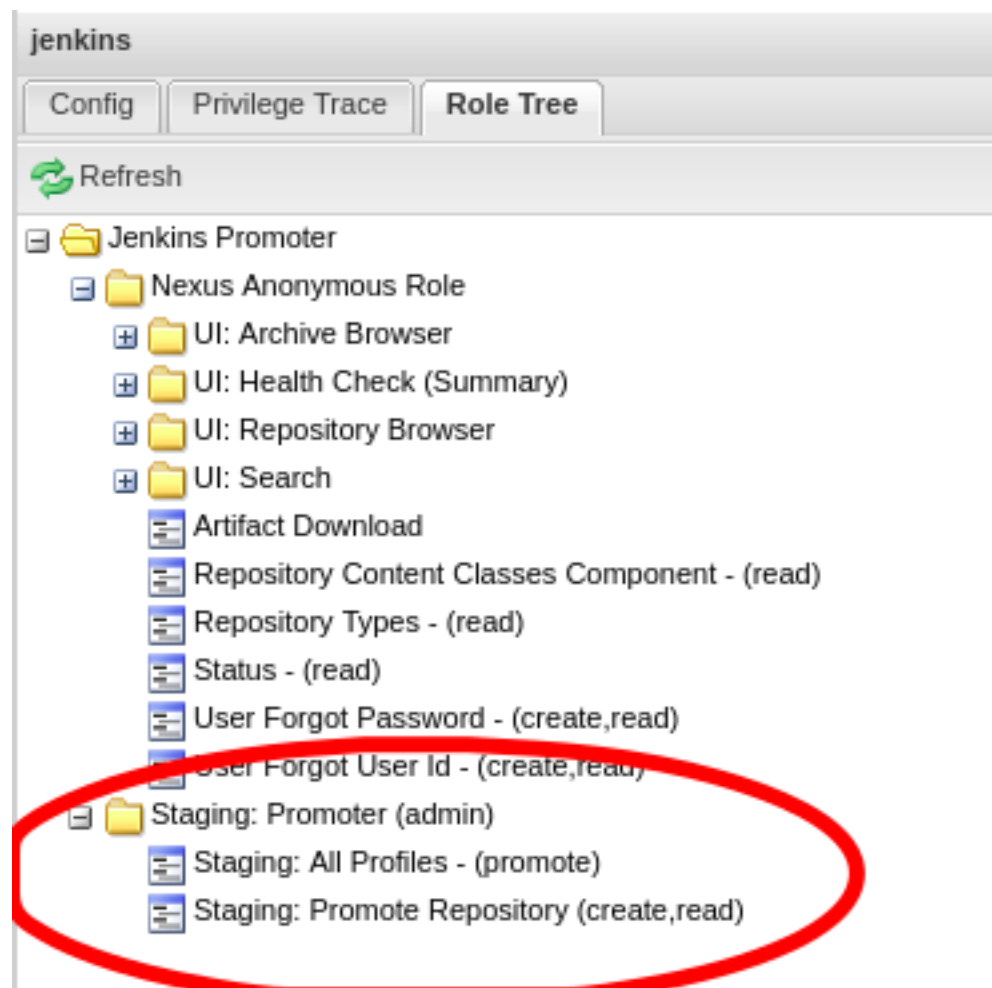 jenkins
Config Privilege Trace Role Tree
Refresh
Jenkins Promoter
Nexus Anonymous Role
UI: Archive Browser
UI: Health Check (Summary)
UI: Repository Browser
UI: Search
Artifact Download
Repository Content Classes Component - (read)
Repository Types - (read)
Status - (read)
User Forgot Password - (create,read)
User Forgot User Id - (create,read)
Staging: Promoter (admin)
Staging: All Profiles - (promote)
Staging: Promote Repository (create,read)